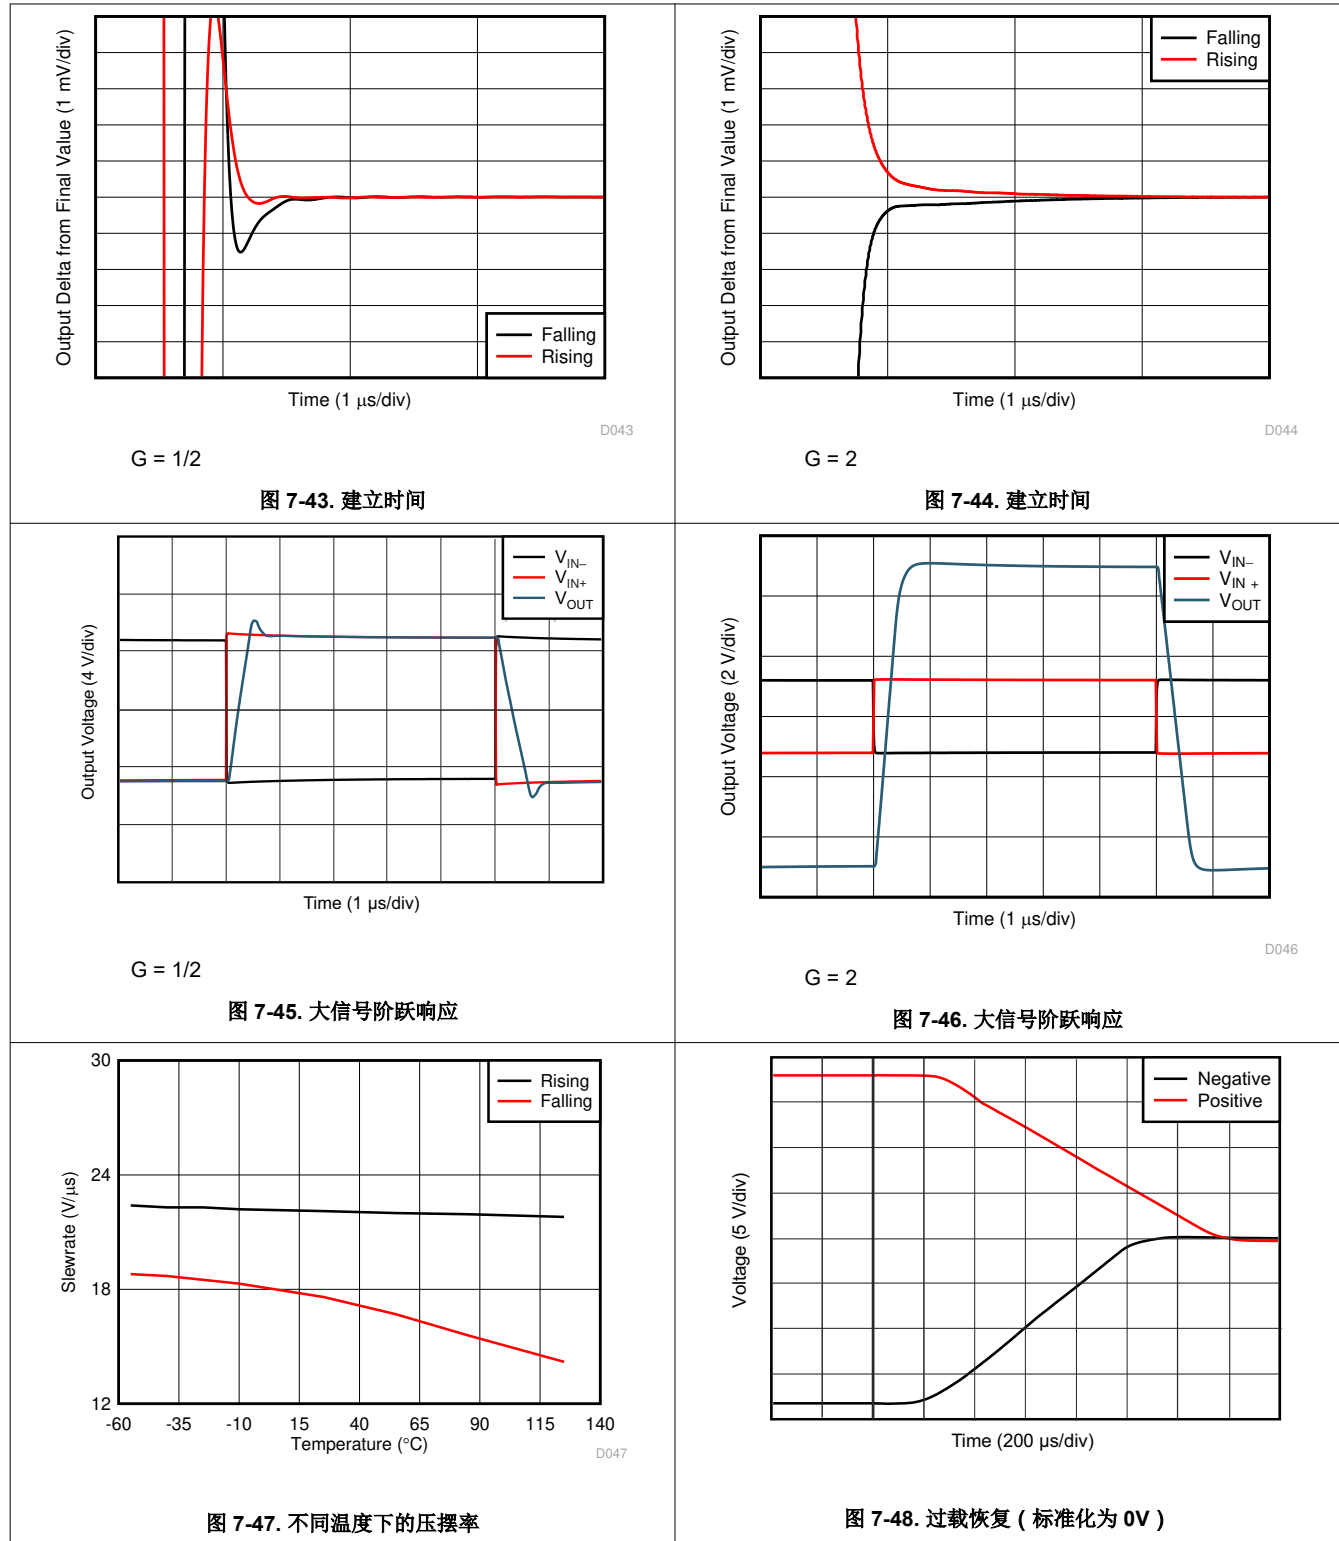 Output Delta from Final Value (1 mV/div)
Falling
Rising
Time (1 μs/div)
D043
G = 1/2
图 7-43. 建立时间
Output Delta from Final Value (1 mV/div)
Falling
Rising
Time (1 μs/div)
D044
G = 2
图 7-44. 建立时间
Output Voltage (4 V/div)
VIN–
VIN+
VOUT
Time (1 μs/div)
G = 1/2
图 7-45. 大信号阶跃响应
Output Voltage (2 V/div)
VIN–
VIN +
VOUT
Time (1 μs/div)
D046
G = 2
图 7-46. 大信号阶跃响应
Slewrate (V/μs)
30
24
18
12
Rising
Falling
-60 -35 -10 15 40 65 90 115 140
Temperature (°C)
D047
图 7-47. 不同温度下的压摆率
Voltage (5 V/div)
Negative
Positive
Time (200 μs/div)
图 7-48. 过载恢复（标准化为 0V）